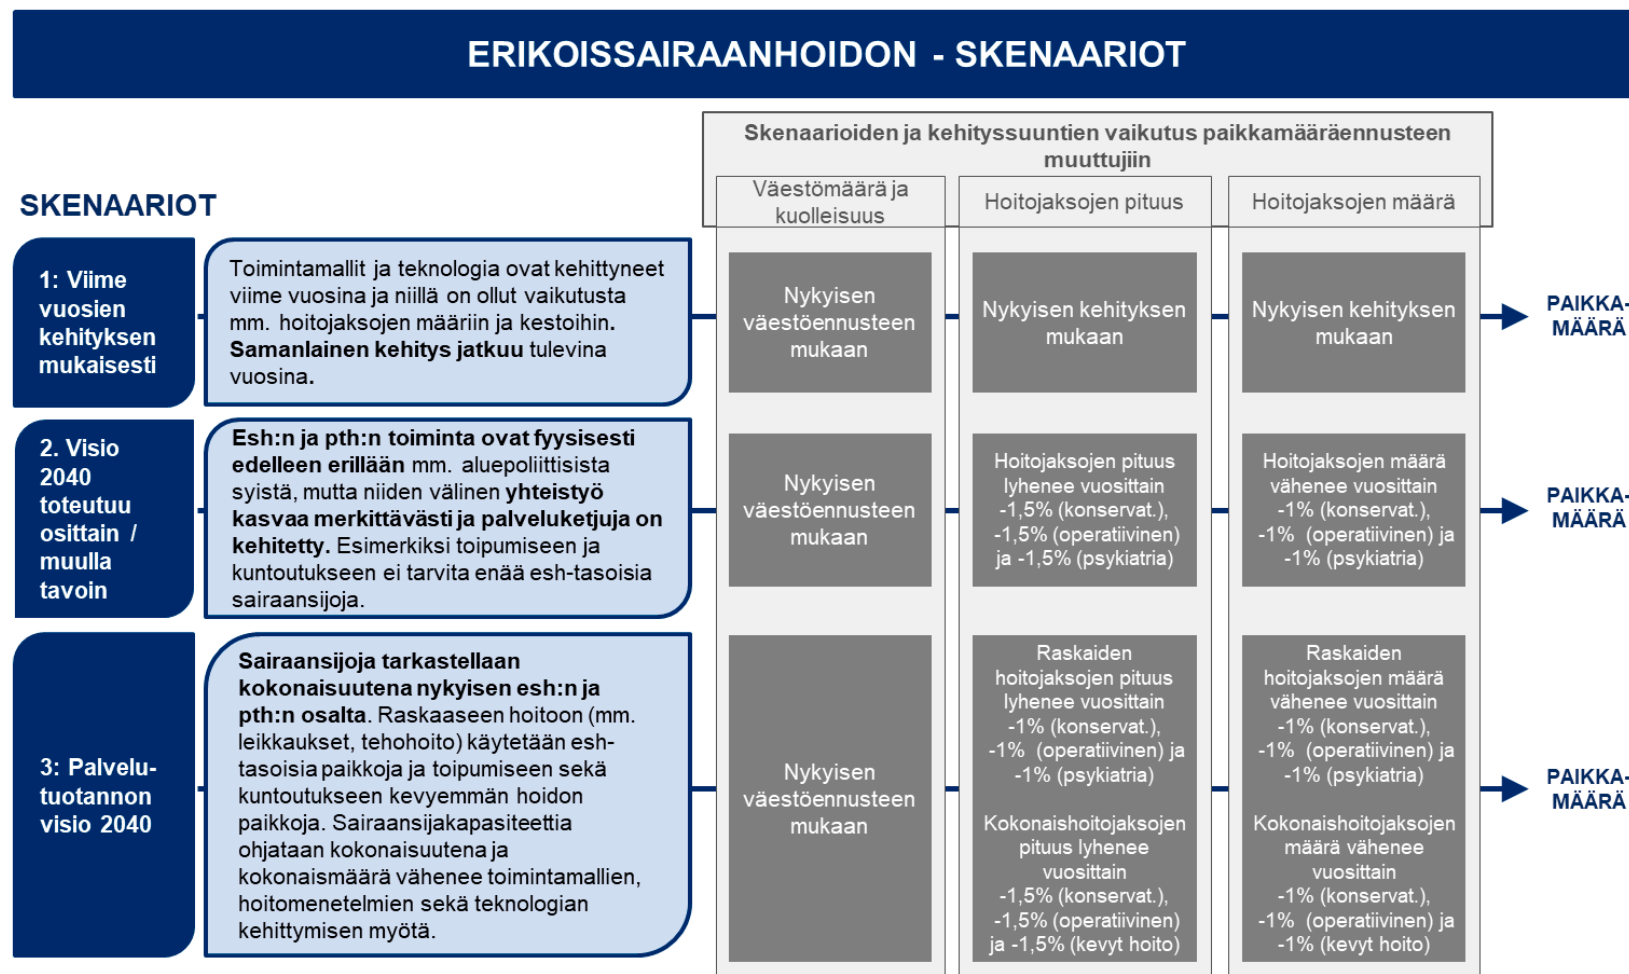 ERIKOISSAIRAANHOIDON - SKENAARIOT
Skenaarioiden ja kehityssuuntien vaikutus paikkamääräennusteen
muuttujiin
SKENAARIOT
Väestömäärä ja
kuolleisuus
Hoitojaksojen pituus
Hoitojaksojen määrä
1: Viime
vuosien
kehityksen
mukaisesti
Toimintamallit ja teknologia ovat kehittyneet
viime vuosina ja niillä on ollut vaikutusta
mm. hoitojaksojen määriin ja kestoihin.
Samanlainen kehitys jatkuu tulevina
vuosina.
Nykyisen
väestöennusteen
mukaan
Nykyisen kehityksen
mukaan
Nykyisen kehityksen
mukaan
PAIKKA-
MÄÄRÄ
2. Visio
2040
toteutuu
osittain /
muulla
tavoin
Esh:n ja pth:n toiminta ovat fyysisesti
edelleen erillään mm. aluepoliittisista
syistä, mutta niiden välinen yhteistyö
kasvaa merkittävästi ja palveluketjuja on
kehitetty. Esimerkiksi toipumiseen ja
kuntoutukseen ei tarvita enää esh-tasoisia
sairaansijoja.
Nykyisen
väestöennusteen
mukaan
Hoitojaksojen pituus
lyhenee vuosittain
-1,5% (konservat.),
-1,5% (operatiivinen)
ja -1,5% (psykiatria)
Hoitojaksojen määrä
vähenee vuosittain
-1% (konservat.),
-1% (operatiivinen) ja
-1% (psykiatria)
PAIKKA-
MÄÄRÄ
3: Palvelu-
tuotannon
visio 2040
Sairaansijoja tarkastellaan
kokonaisuutena nykyisen esh:n ja
pth:n osalta. Raskaaseen hoitoon (mm.
leikkaukset, tehohoito) käytetään esh-
tasoisia paikkoja ja toipumiseen sekä
kuntoutukseen kevyemmän hoidon
paikkoja. Sairaansijakapasiteettia
ohjataan kokonaisuutena ja
kokonaismäärä vähenee toimintamallien,
hoitomenetelmien sekä teknologian
kehittymisen myötä.
Nykyisen
väestöennusteen
mukaan
Raskaiden
hoitojaksojen pituus
lyhenee vuosittain
-1% (konservat.),
-1% (operatiivinen) ja
-1% (psykiatria)
Kokonaishoitojaksojen
pituus lyhenee
vuosittain
-1,5% (konservat.),
-1,5% (operatiivinen)
ja -1,5% (kevyt hoito)
Raskaiden
hoitojaksojen määrä
vähenee vuosittain
-1% (konservat.),
-1% (operatiivinen) ja
-1% (psykiatria)
Kokonaishoitojaksojen
määrä vähenee
vuosittain
-1% (konservat.),
-1% (operatiivinen) ja
-1% (kevyt hoito)
PAIKKA-
MÄÄRÄ